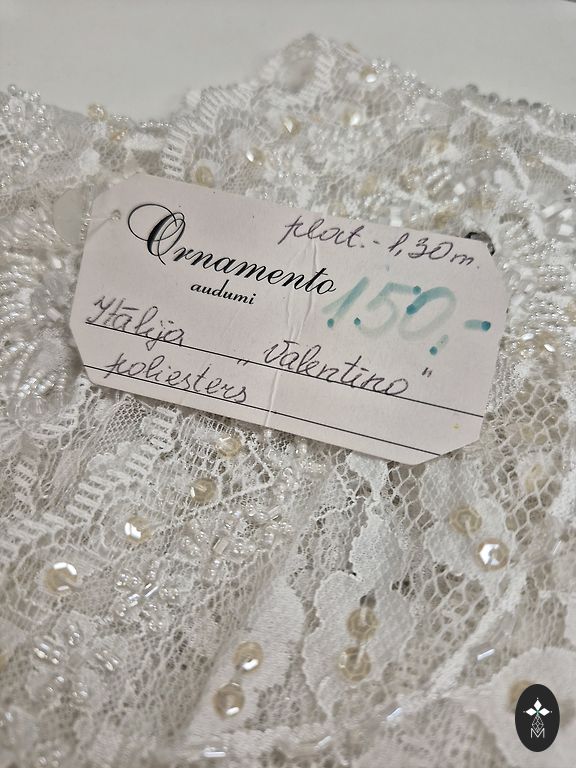 Ornamento
audumi
plat. - 1,30 m.
150,-
Itālija „Valentino"
poliesters
M